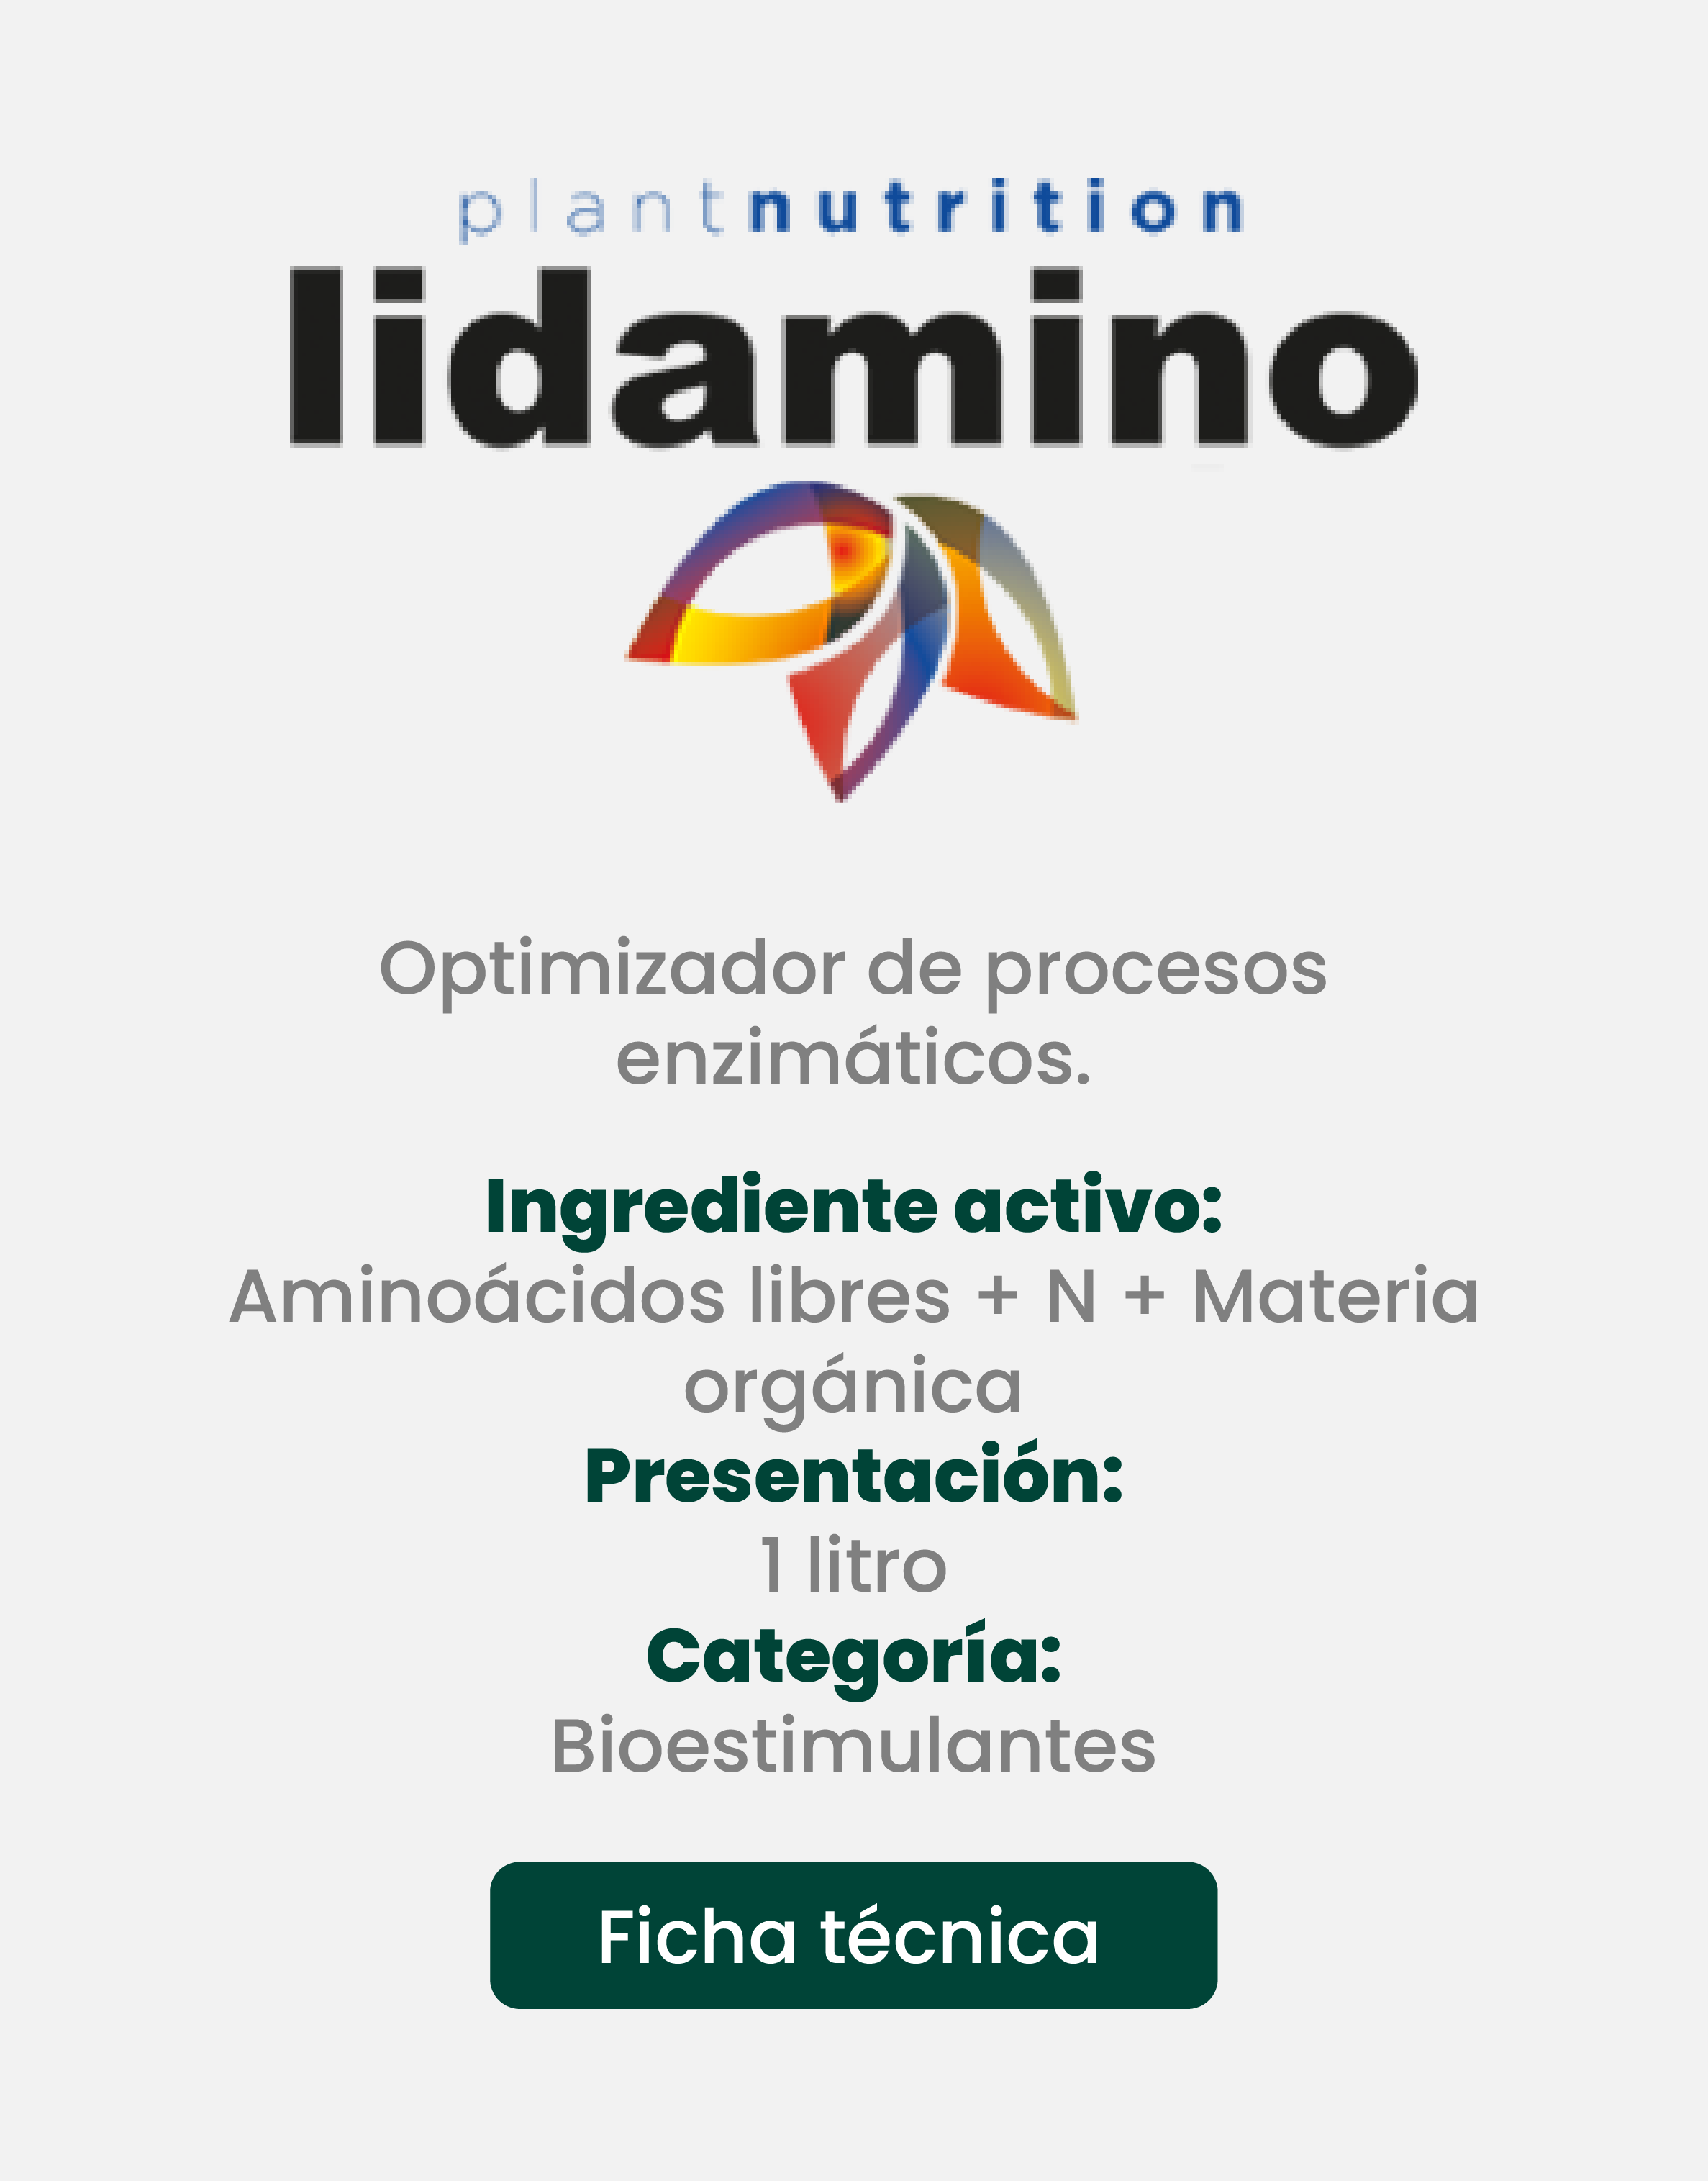 plantnutrition
lidamino
Optimizador de procesos
enzimáticos.
Ingrediente activo:
Aminoácidos libres + N + Materia
orgánica
Presentación:
1 litro
Categoría:
Bioestimulantes
Ficha técnica